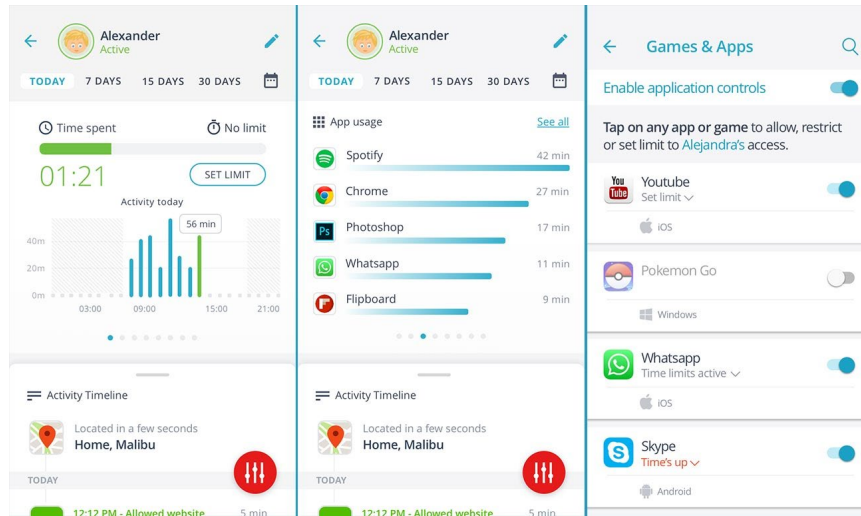 Alexander
Active
TODAY 7 DAYS 15 DAYS 30 DAYS
Time spent
No limit
01:21
SET LIMIT
Activity today
56 min
40m
20m
0m
03:00 09:00 15:00 21:00
Activity Timeline
Located in a few seconds
Home, Malibu
TODAY
12:12 PM - Allowed website 5 min
Alexander
Active
TODAY 7 DAYS 15 DAYS 30 DAYS
App usage
See all
Spotify 42 min
Chrome 27 min
Ps
Photoshop 17 min
Whatsapp 11 min
Flipboard 9 min
Activity Timeline
Located in a few seconds
Home, Malibu
TODAY
12:12 PM - Allowed website 5 min
Games & Apps
Enable application controls
Tap on any app or game to allow, restrict
or set limit to Alejandra's access.
You
Tube
Youtube
Set limit
iOS
Pokemon Go
Windows
Whatsapp
Time limits active
iOS
Skype
Time's up
Android